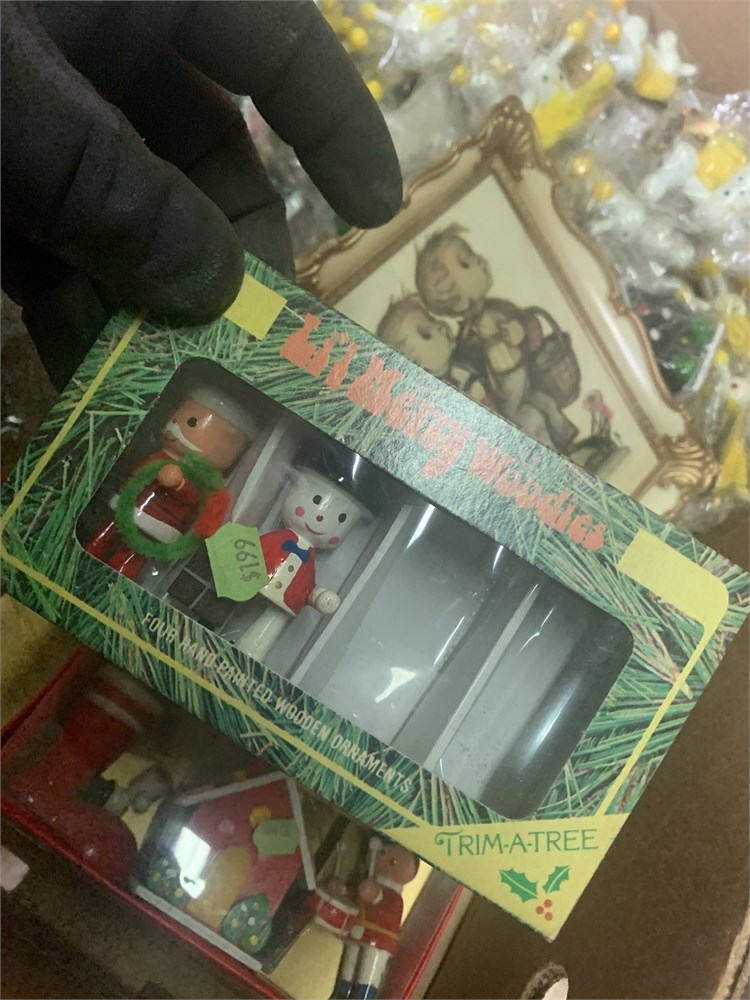 Li'l Merry Woodies
$1.99
FOUR HAND PAINTED WOODEN ORNAMENTS
TRIM-A-TREE